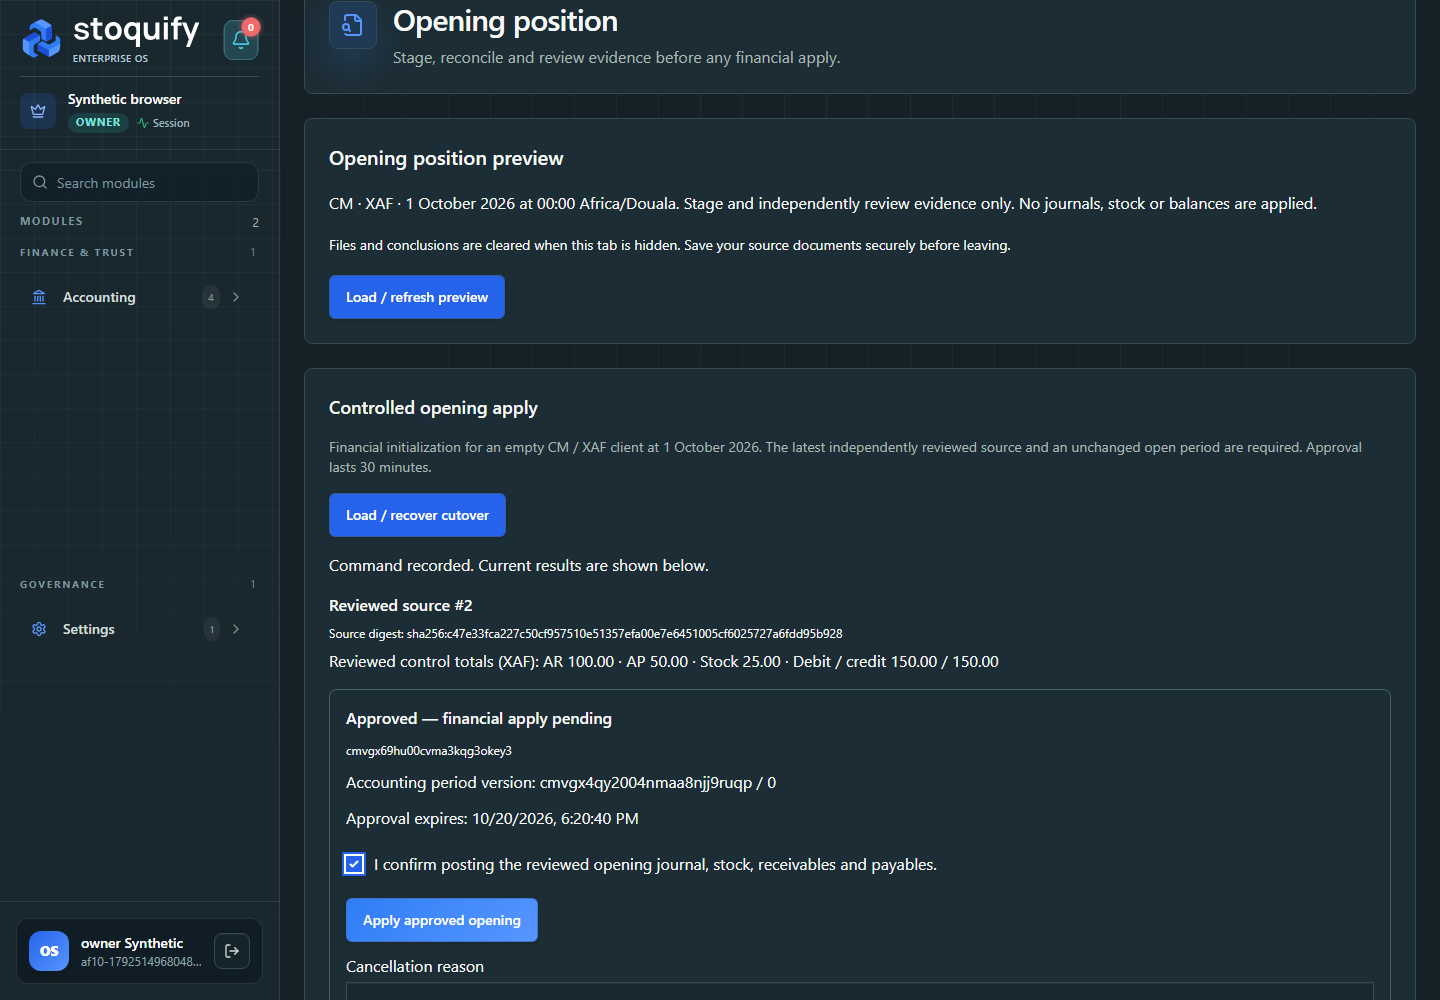 stoquify
ENTERPRISE OS
0
Synthetic browser
OWNER
Session
Search modules
MODULES
2
FINANCE & TRUST
1
Accounting
4
GOVERNANCE
1
Settings
1
OS
owner Synthetic
af10-1792514968048...
Opening position
Stage, reconcile and review evidence before any financial apply.
Opening position preview
CM · XAF · 1 October 2026 at 00:00 Africa/Douala. Stage and independently review evidence only. No journals, stock or balances are applied.
Files and conclusions are cleared when this tab is hidden. Save your source documents securely before leaving.
Load / refresh preview
Controlled opening apply
Financial initialization for an empty CM / XAF client at 1 October 2026. The latest independently reviewed source and an unchanged open period are required. Approval
lasts 30 minutes.
Load / recover cutover
Command recorded. Current results are shown below.
Reviewed source #2
Source digest: sha256:c47e33fca227c50cf957510e51357efa00e7e6451005cf6025727a6fdd95b928
Reviewed control totals (XAF): AR 100.00 · AP 50.00 · Stock 25.00 · Debit / credit 150.00 / 150.00
Approved — financial apply pending
cmvgx69hu00cvma3kqg3okey3
Accounting period version: cmvgx4qy2004nmaa8njj9ruqp / 0
Approval expires: 10/20/2026, 6:20:40 PM
I confirm posting the reviewed opening journal, stock, receivables and payables.
Apply approved opening
Cancellation reason